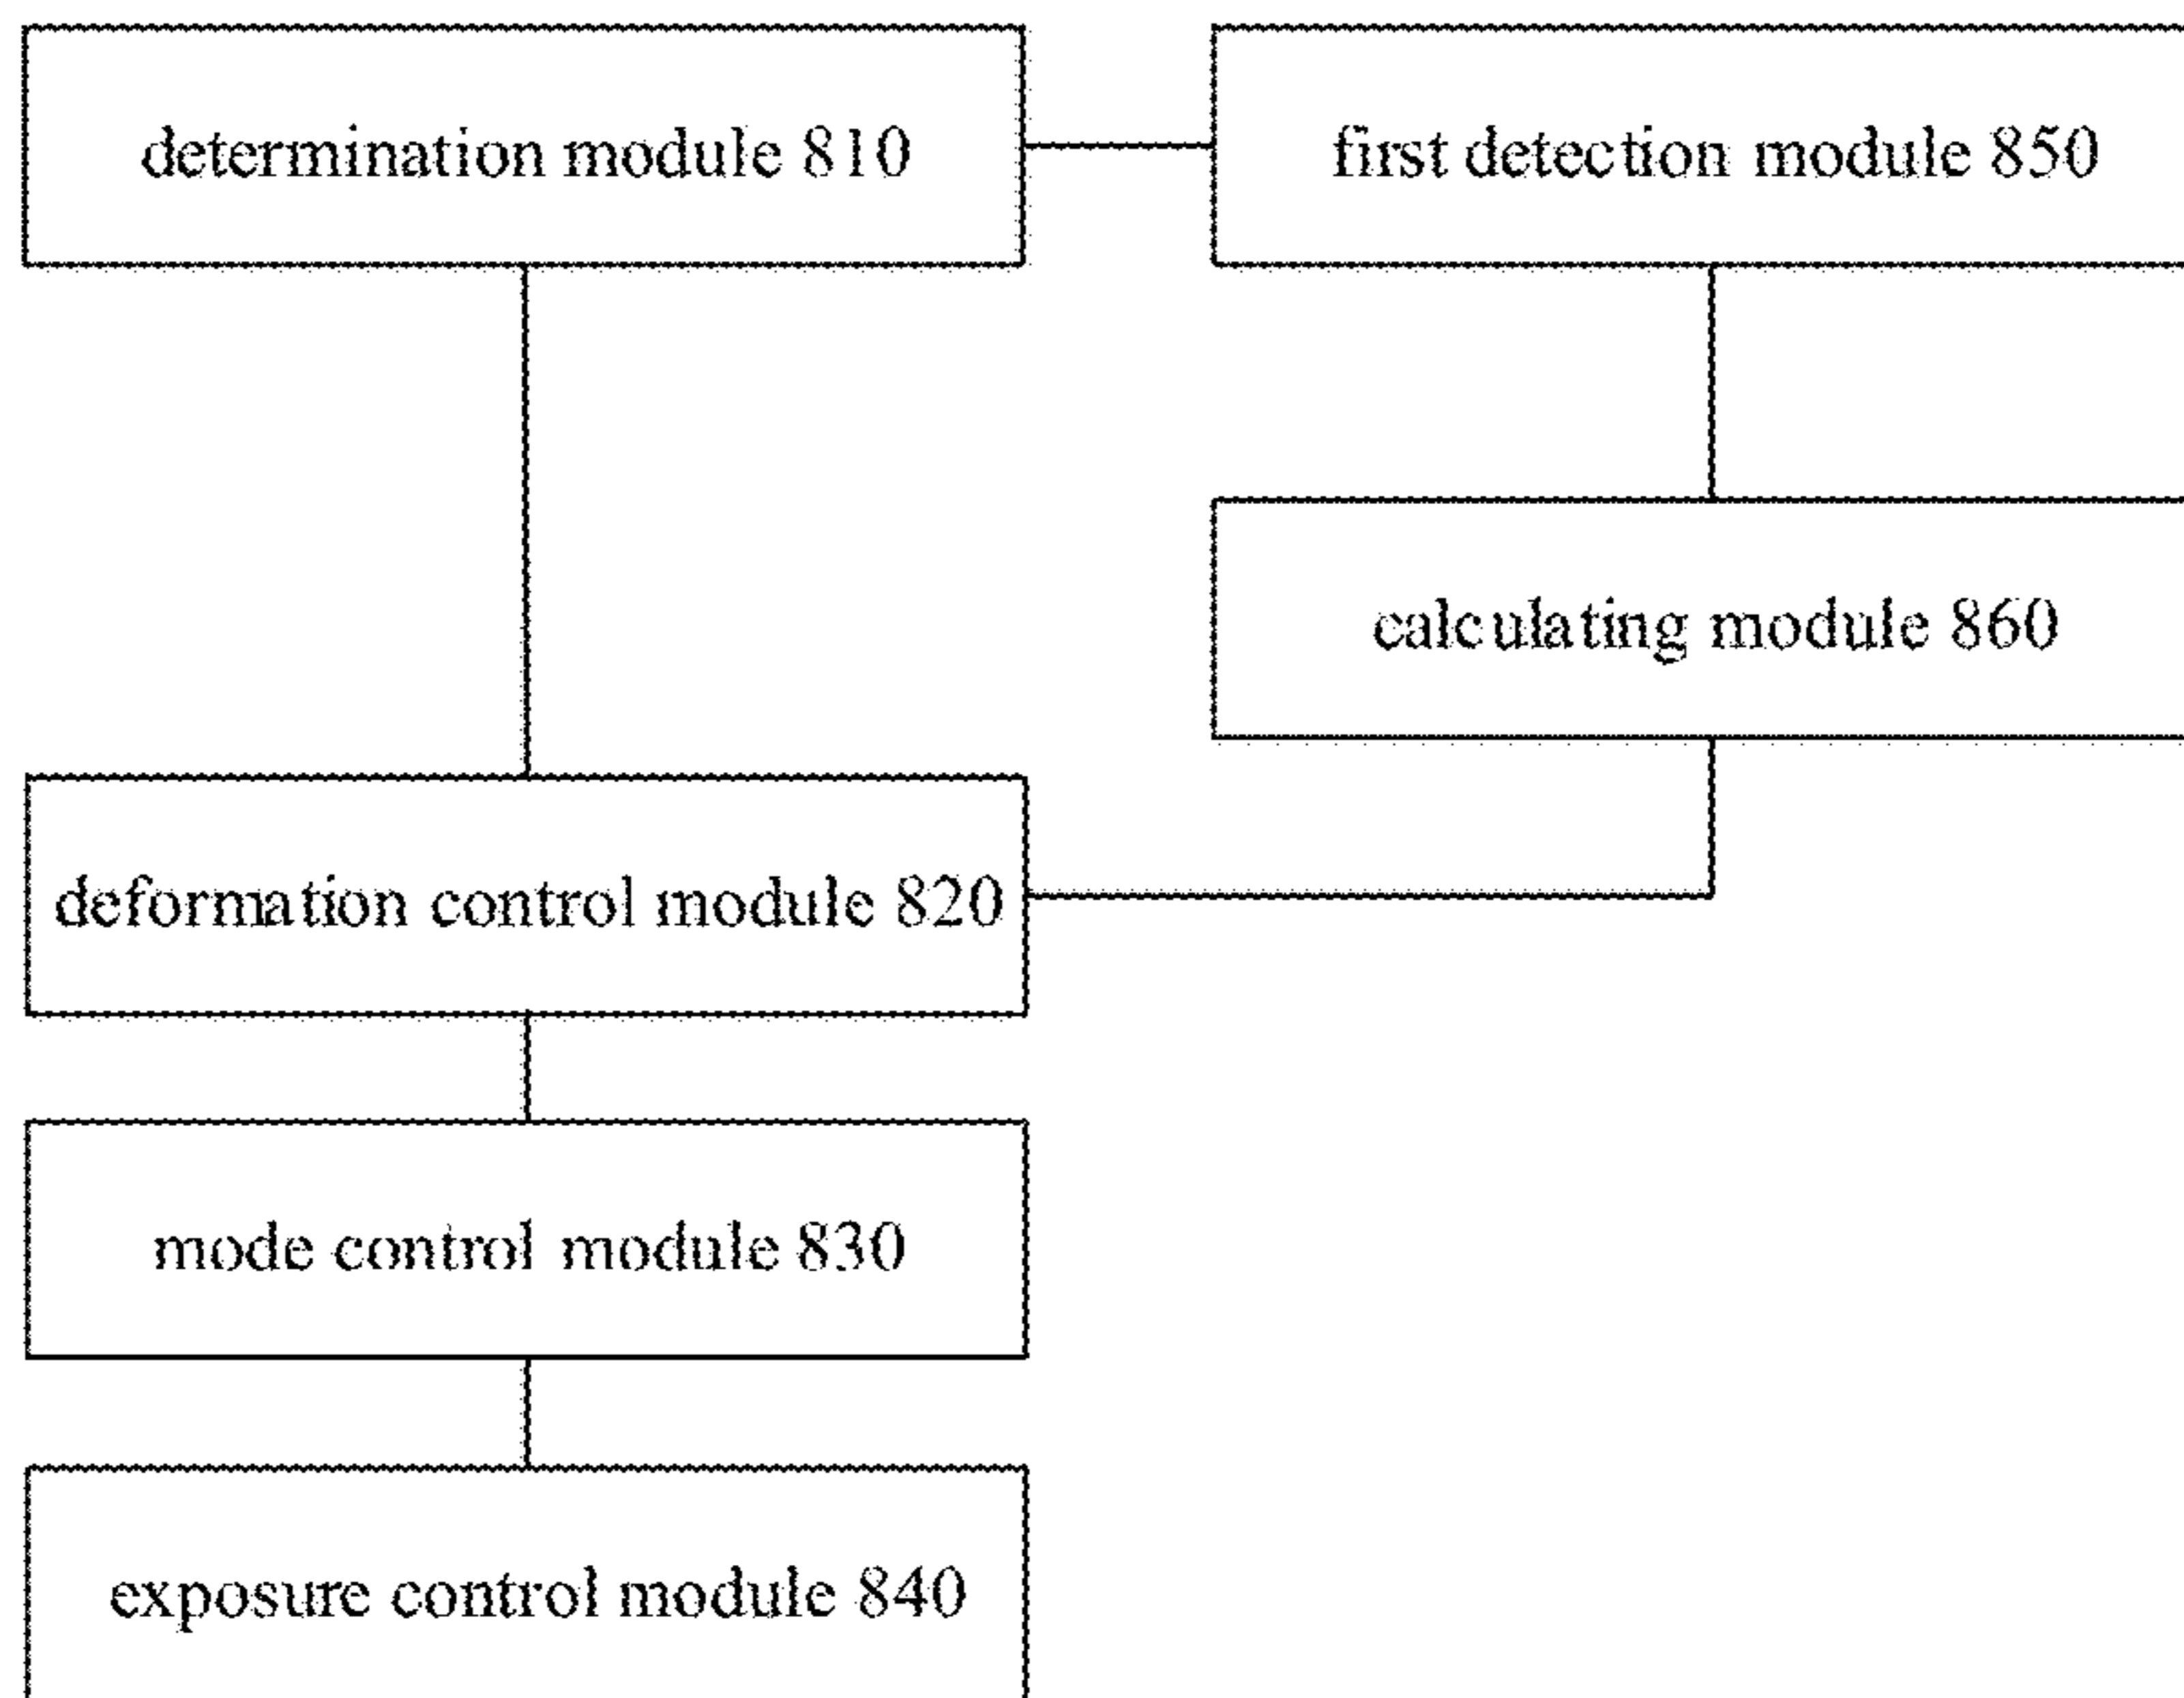 determination module 810
first detection module 850
calculating module 860
deformation control module 820
mode control module 830
exposure control module 840